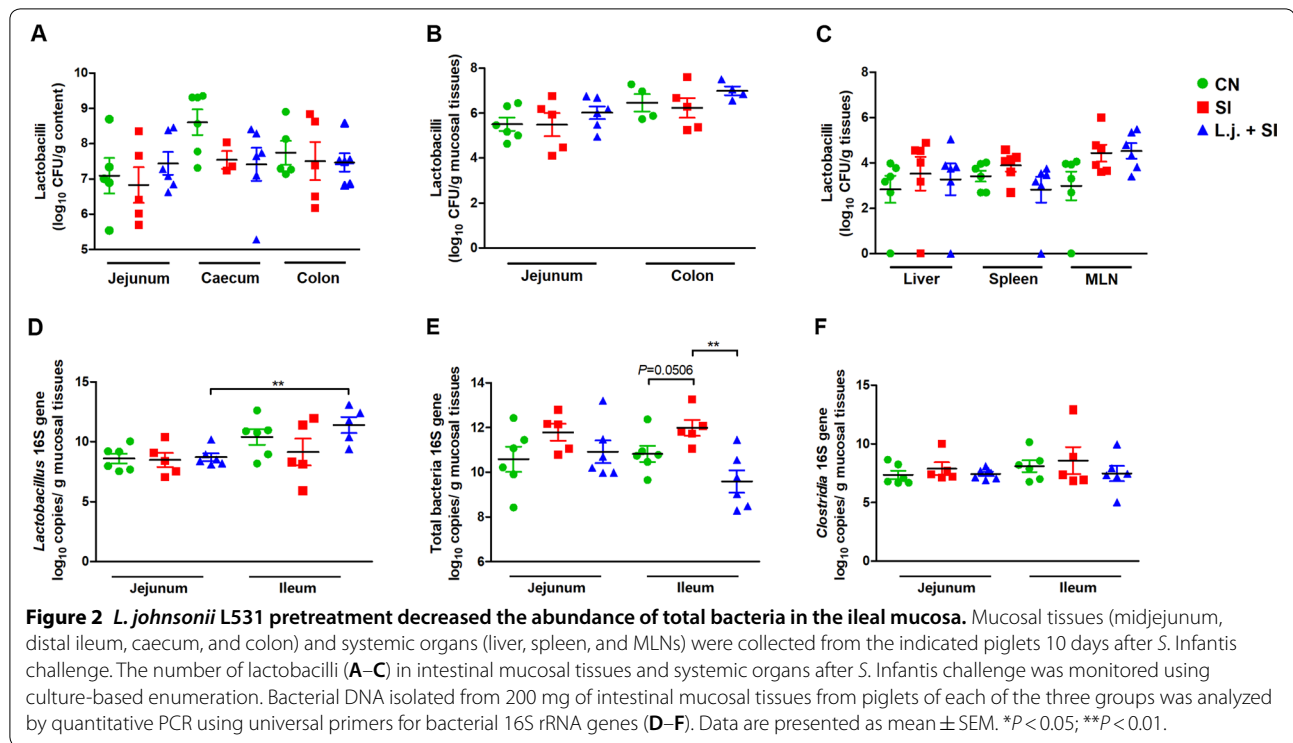 A
Lactobacilli
(log10 CFU/g content)
10
9
8
7
6
5
Jejunum
Caecum
Colon
B
Lactobacilli
(log10 CFU/g mucosal tissues)
8
6
4
2
0
Jejunum
Colon
C
Lactobacilli
(log10 CFU/g tissues)
8
6
4
2
0
Liver
Spleen
MLN
CN
SI
L.j. + SI
D
Lactobacillus 16S gene
log10 copies/ g mucosal tissues
15
10
5
0
**
Jejunum
Ileum
E
Total bacteria 16S gene
log10 copies/ g mucosal tissues
14
12
10
8
6
P=0.0506
**
Jejunum
Ileum
F
Clostridia 16S gene
log10 copies/ g mucosal tissues
15
10
5
0
Jejunum
Ileum
Figure 2 L. johnsonii L531 pretreatment decreased the abundance of total bacteria in the ileal mucosa. Mucosal tissues (midjejunum,
distal ileum, caecum, and colon) and systemic organs (liver, spleen, and MLNs) were collected from the indicated piglets 10 days after S. Infantis
challenge. The number of lactobacilli (A–C) in intestinal mucosal tissues and systemic organs after S. Infantis challenge was monitored using
culture-based enumeration. Bacterial DNA isolated from 200 mg of intestinal mucosal tissues from piglets of each of the three groups was analyzed
by quantitative PCR using universal primers for bacterial 16S rRNA genes (D–F). Data are presented as mean ± SEM. *P < 0.05; **P < 0.01.